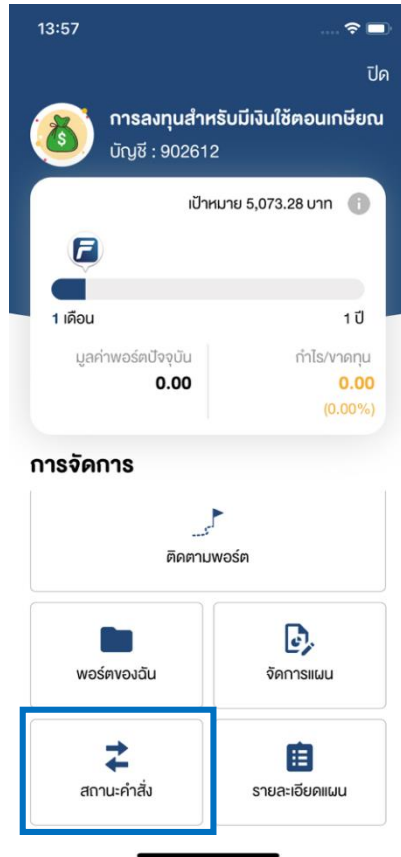 13:57
ปิด
การลงทุนสำหรับมีเงินใช้ตอนเกษียณ
บัญชี : 902612
เป้าหมาย 5,073.28 บาท
1 เดือน 1 ปี
มูลค่าพอร์ตปัจจุบัน กำไร/ขาดทุน
0.00 0.00
(0.00%)
การจัดการ
ติดตามพอร์ต
พอร์ตของฉัน จัดการแผน
สถานะคำสั่ง รายละเอียดแผน